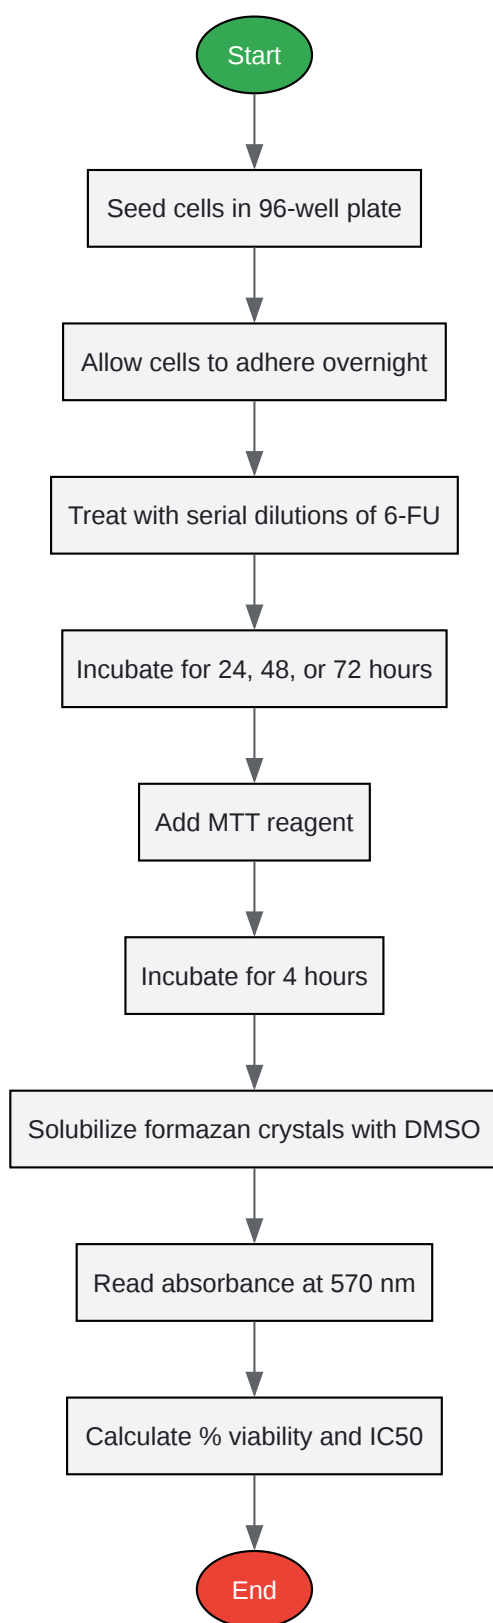 Start
Seed cells in 96-well plate
Allow cells to adhere overnight
Treat with serial dilutions of 6-FU
Incubate for 24, 48, or 72 hours
Add MTT reagent
Incubate for 4 hours
Solubilize formazan crystals with DMSO
Read absorbance at 570 nm
Calculate % viability and IC50
End